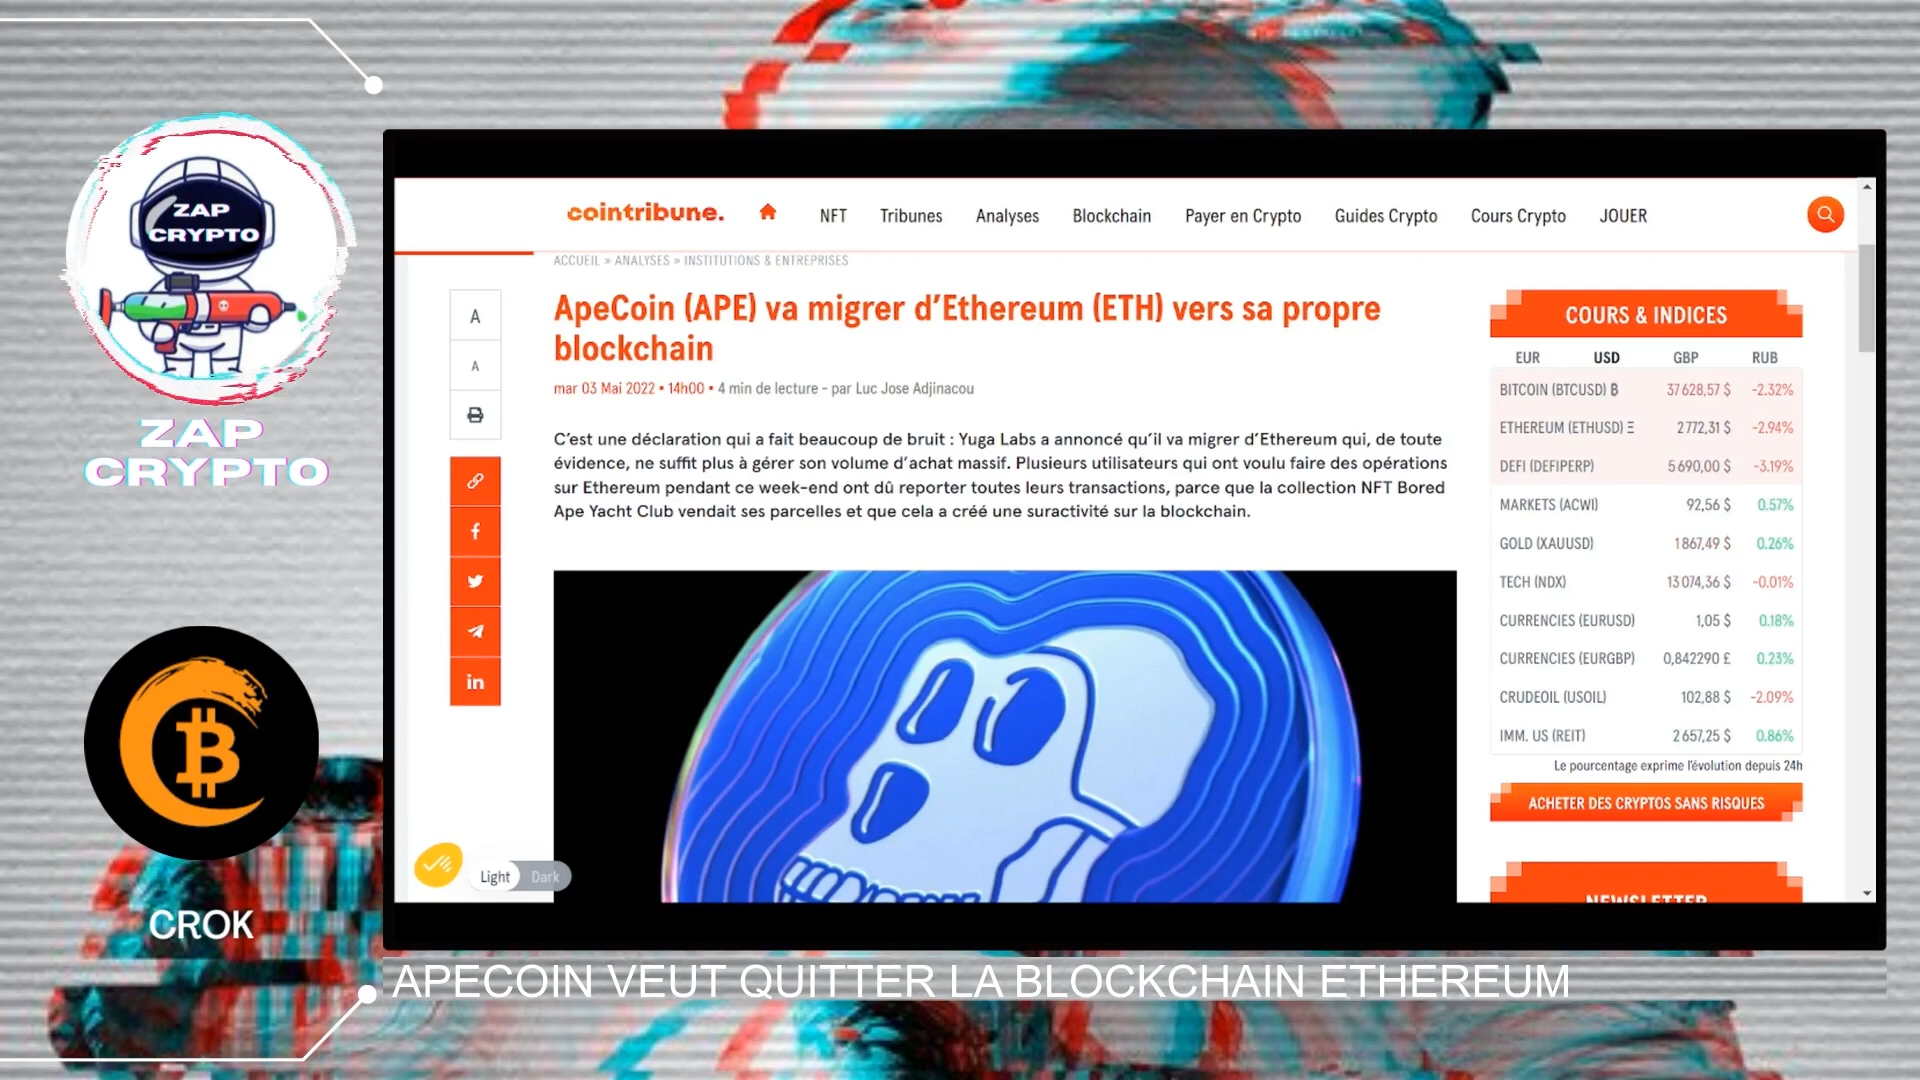 ZAP
CRYPTO
ZAP
CRYPTO
CROK
cointribune.
NFT
Tribunes
Analyses
Blockchain
Payer en Crypto
Guides Crypto
Cours Crypto
JOUER
ACCUEIL » ANALYSES » INSTITUTIONS & ENTREPRISES
A
A
ApeCoin (APE) va migrer d’Ethereum (ETH) vers sa propre
blockchain
mar 03 Mai 2022 • 14h00 • 4 min de lecture - par Luc Jose Adjinacou
C’est une déclaration qui a fait beaucoup de bruit : Yuga Labs a annoncé qu’il va migrer d’Ethereum qui, de toute
évidence, ne suffit plus à gérer son volume d’achat massif. Plusieurs utilisateurs qui ont voulu faire des opérations
sur Ethereum pendant ce week-end ont dû reporter toutes leurs transactions, parce que la collection NFT Bored
Ape Yacht Club vendait ses parcelles et que cela a créé une suractivité sur la blockchain.
Light
Dark
COURS & INDICES
EUR USD GBP RUB
BITCOIN (BTCUSD) ₿ 37 628,57 $ -2.32%
ETHEREUM (ETHUSD) Ξ 2 772,31 $ -2.94%
DEFI (DEFIPERP) 5 690,00 $ -3.19%
MARKETS (ACWI) 92,56 $ 0.57%
GOLD (XAUUSD) 1 867,49 $ 0.26%
TECH (NDX) 13 074,36 $ -0.01%
CURRENCIES (EURUSD) 1,05 $ 0.18%
CURRENCIES (EURGBP) 0,842290 £ 0.23%
CRUDEOIL (USOIL) 102,88 $ -2.09%
IMM. US (REIT) 2 657,25 $ 0.86%
Le pourcentage exprime l’évolution depuis 24h
ACHETER DES CRYPTOS SANS RISQUES
NEWSLETTER
APECOIN VEUT QUITTER LA BLOCKCHAIN ETHEREUM